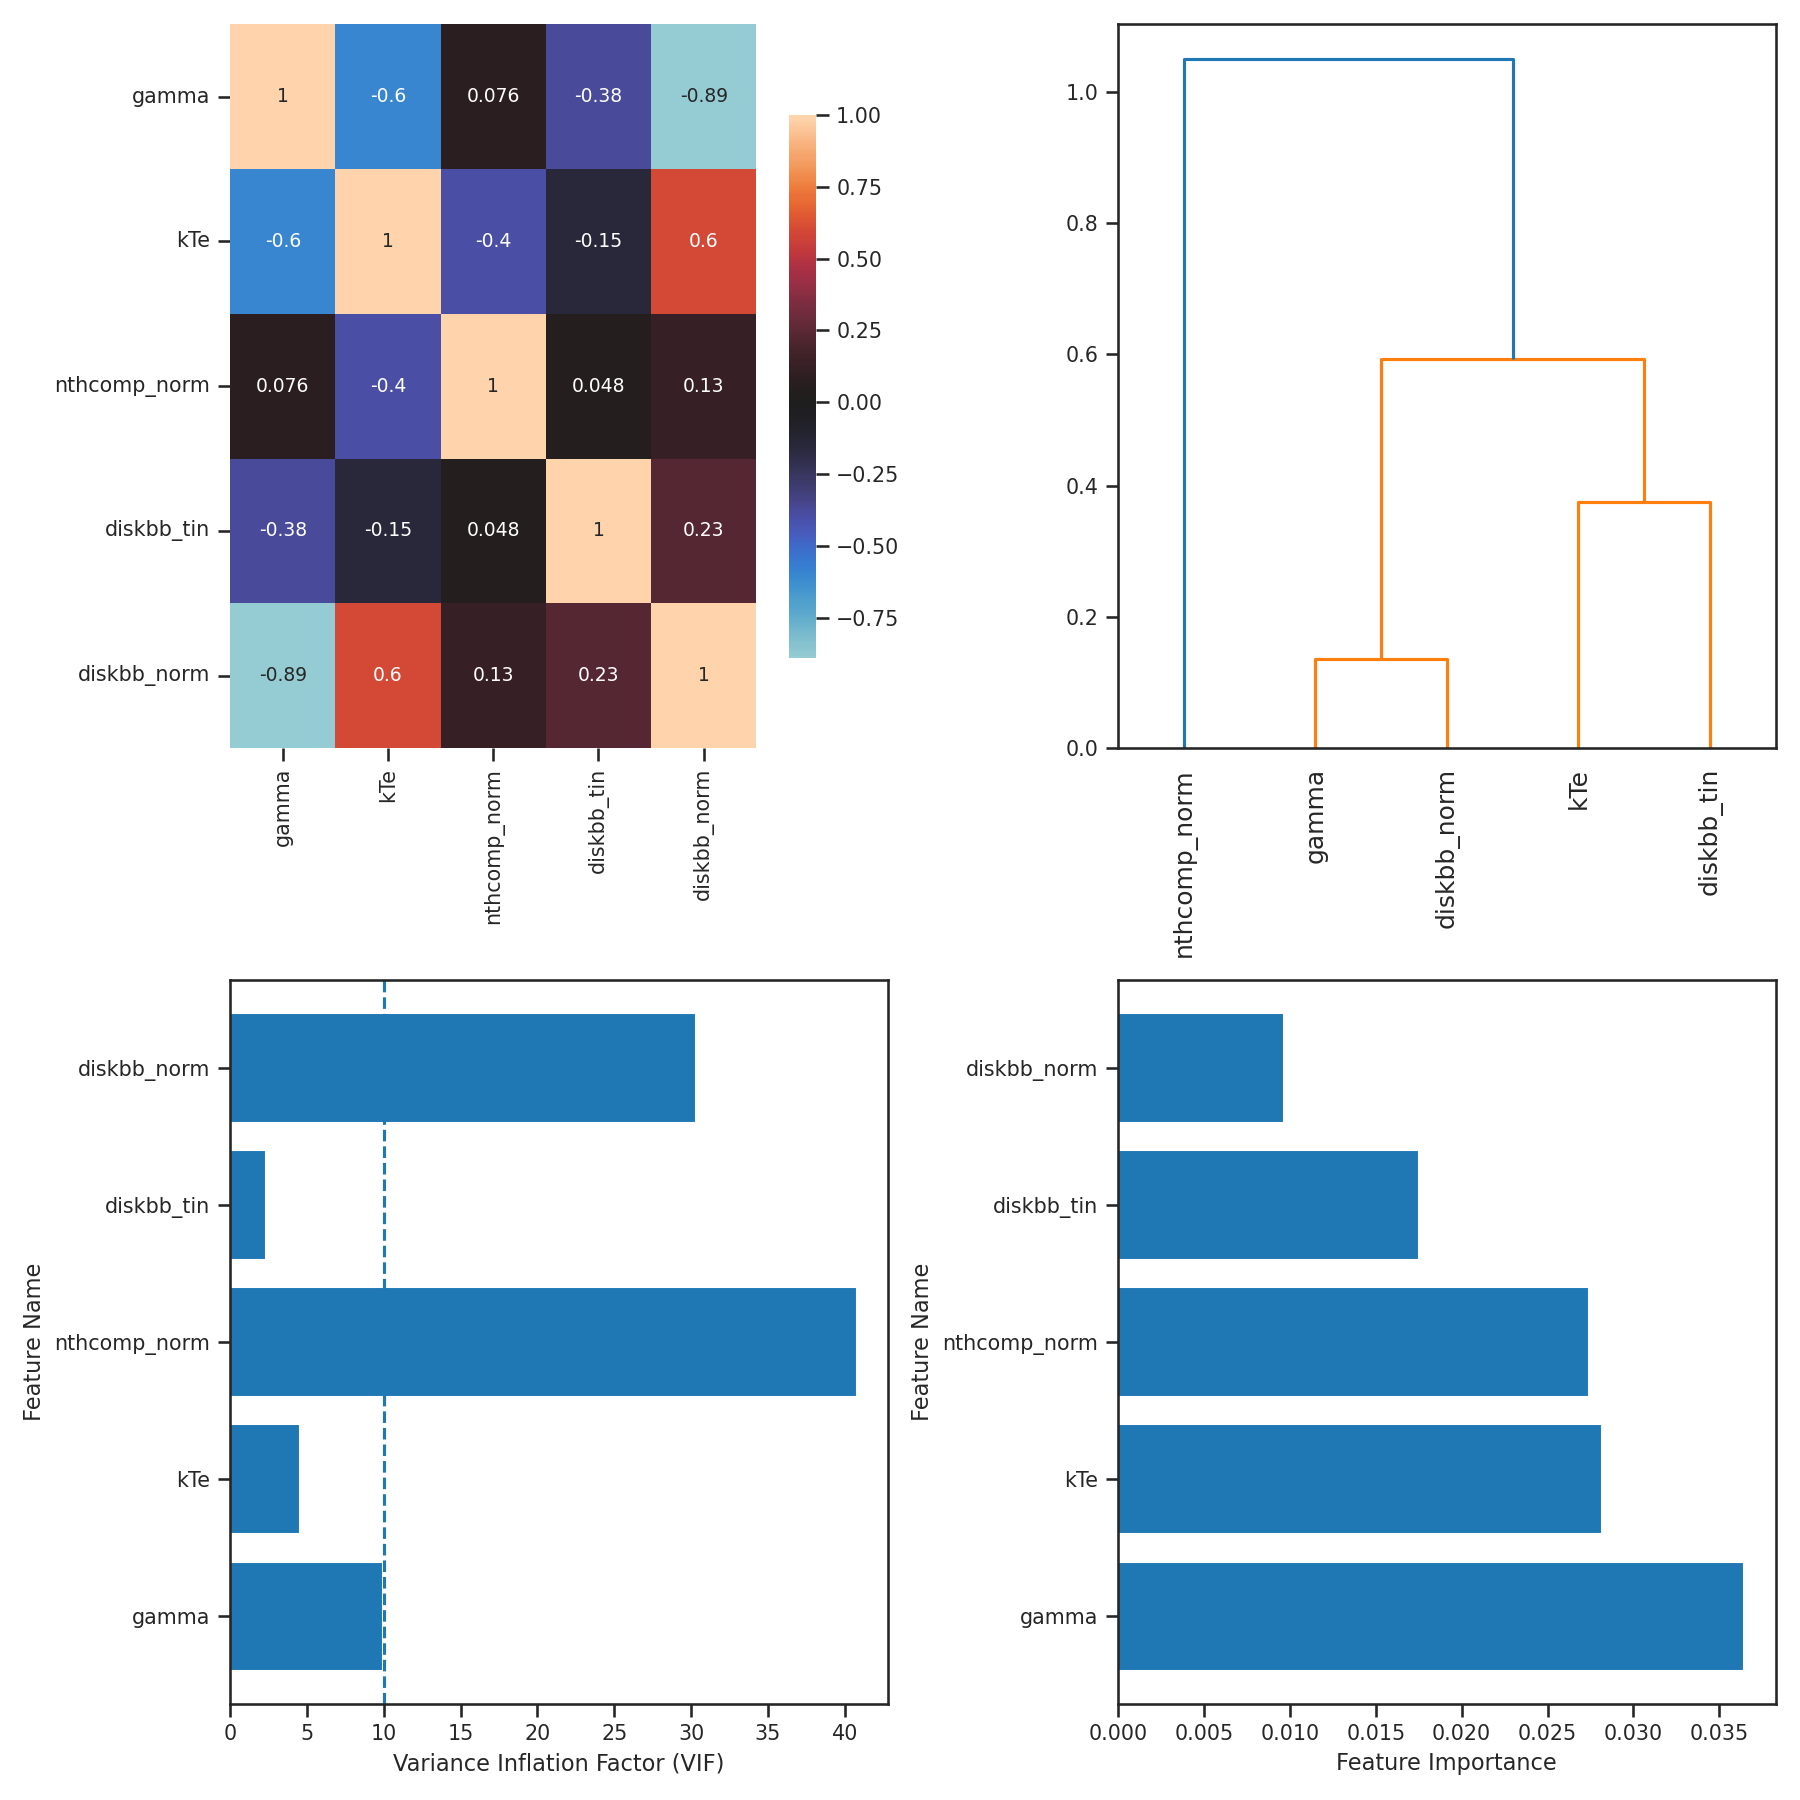 gamma
kTe
nthcomp_norm
diskbb_tin
diskbb_norm
1 -0.6 0.076 -0.38 -0.89
-0.6 1 -0.4 -0.15 0.6
0.076 -0.4 1 0.048 0.13
-0.38 -0.15 0.048 1 0.23
-0.89 0.6 0.13 0.23 1
gamma
kTe
nthcomp_norm
diskbb_tin
diskbb_norm
1.00
0.75
0.50
0.25
0.00
−0.25
−0.50
−0.75
1.0
0.8
0.6
0.4
0.2
0.0
nthcomp_norm
gamma
diskbb_norm
kTe
diskbb_tin
Feature Name
diskbb_norm
diskbb_tin
nthcomp_norm
kTe
gamma
0 5 10 15 20 25 30 35 40
Variance Inflation Factor (VIF)
Feature Name
diskbb_norm
diskbb_tin
nthcomp_norm
kTe
gamma
0.000 0.005 0.010 0.015 0.020 0.025 0.030 0.035
Feature Importance